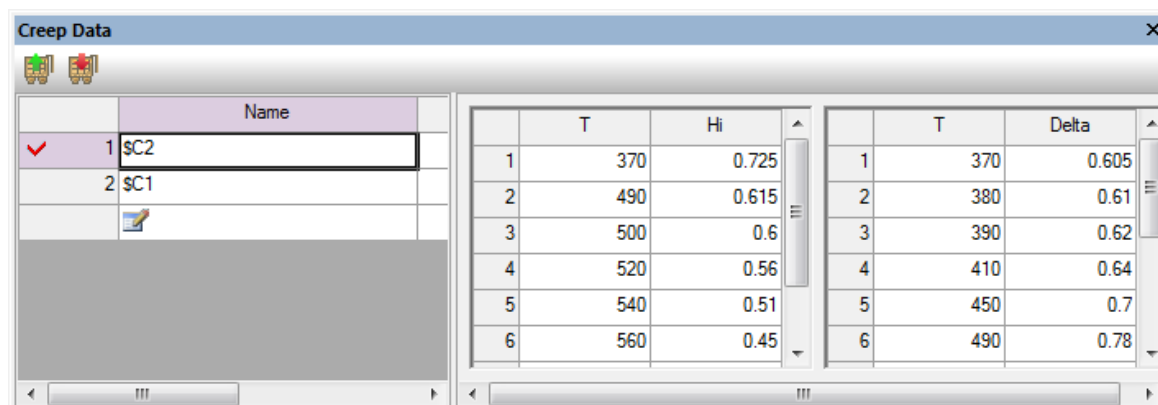 Creep Data
Name
1 $C2
2 $C1
T Hi
1 370 0.725
2 490 0.615
3 500 0.6
4 520 0.56
5 540 0.51
6 560 0.45
T Delta
1 370 0.605
2 380 0.61
3 390 0.62
4 410 0.64
5 450 0.7
6 490 0.78